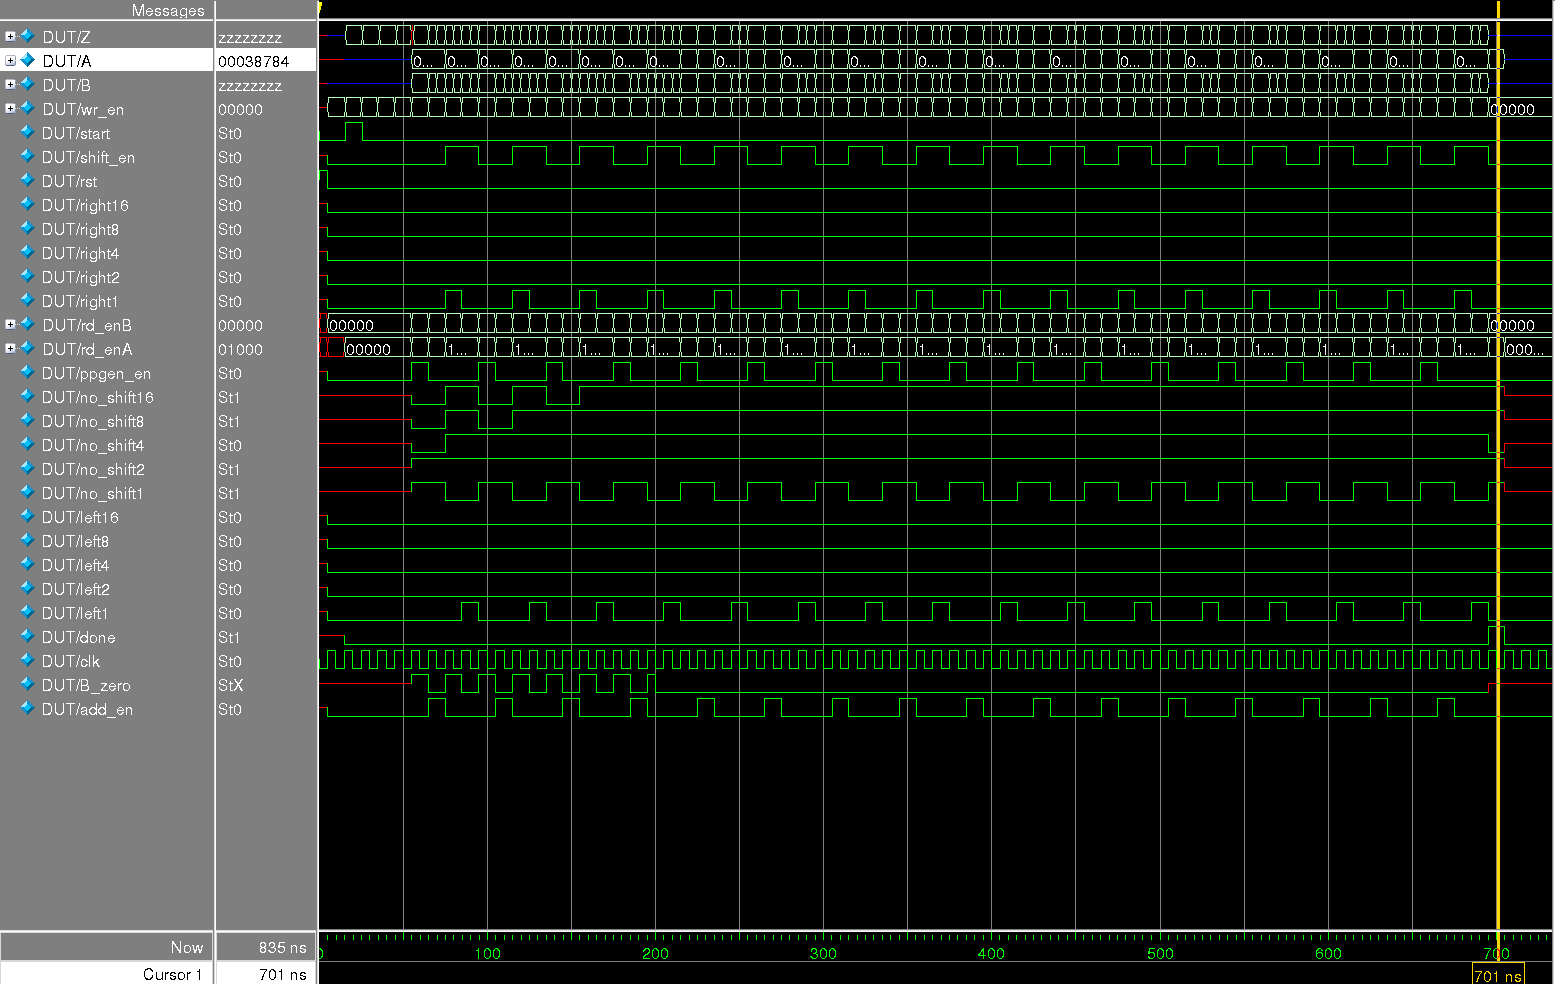 Messages
DUT/Z zzzzzzzz
DUT/A 00038784 0... 0... 0... 0... 0... 0... 0... 0... 0... 0... 0... 0... 0... 0... 0... 0... 0... 0... 0... 0...
DUT/B zzzzzzzz
DUT/wr_en 00000 00000
DUT/start St0
DUT/shift_en St0
DUT/rst St0
DUT/right16 St0
DUT/right8 St0
DUT/right4 St0
DUT/right2 St0
DUT/right1 St0
DUT/rd_enB 00000 00000 00000
DUT/rd_enA 01000 00000 1... 1... 1... 1... 1... 1... 1... 1... 1... 1... 1... 1... 1... 1... 1... 1... 000...
DUT/ppgen_en St0
DUT/no_shift16 St1
DUT/no_shift8 St1
DUT/no_shift4 St0
DUT/no_shift2 St1
DUT/no_shift1 St1
DUT/left16 St0
DUT/left8 St0
DUT/left4 St0
DUT/left2 St0
DUT/left1 St0
DUT/done St1
DUT/clk St0
DUT/B_zero StX
DUT/add_en St0
Now 835 ns 0 100 200 300 400 500 600 700
Cursor 1 701 ns 701 ns